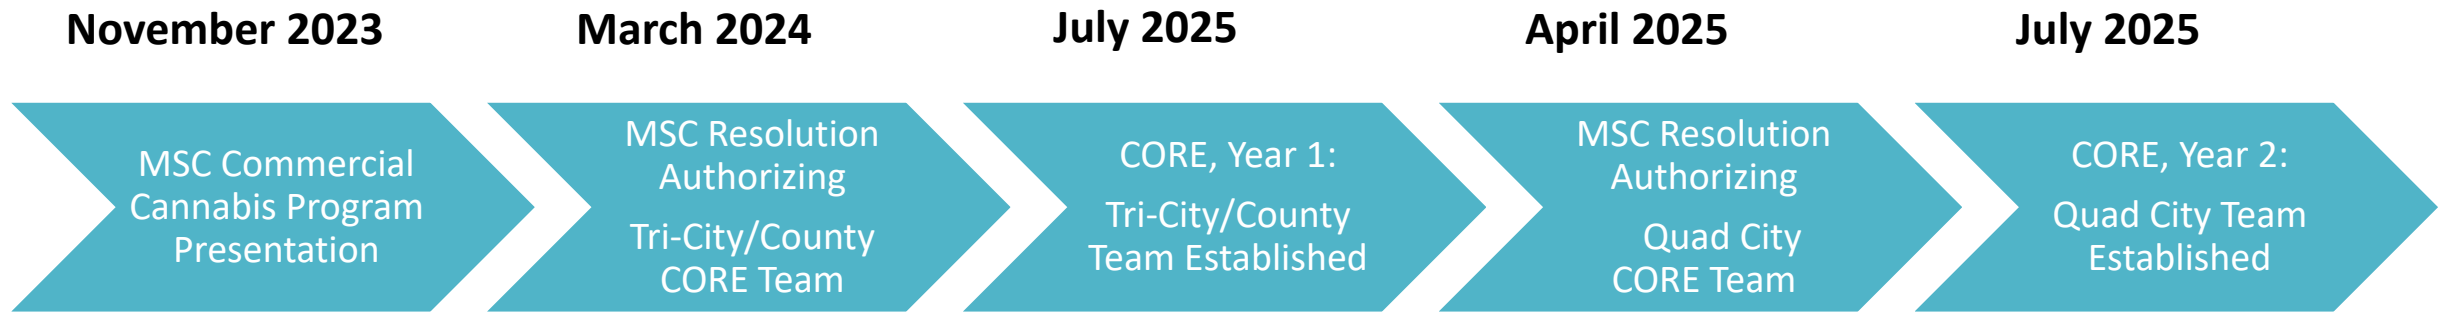 November 2023
MSC Commercial
Cannabis Program
Presentation
March 2024
MSC Resolution
Authorizing
Tri-City/County
CORE Team
July 2025
CORE, Year 1:
Tri-City/County
Team Established
April 2025
MSC Resolution
Authorizing
Quad City
CORE Team
July 2025
CORE, Year 2:
Quad City Team
Established